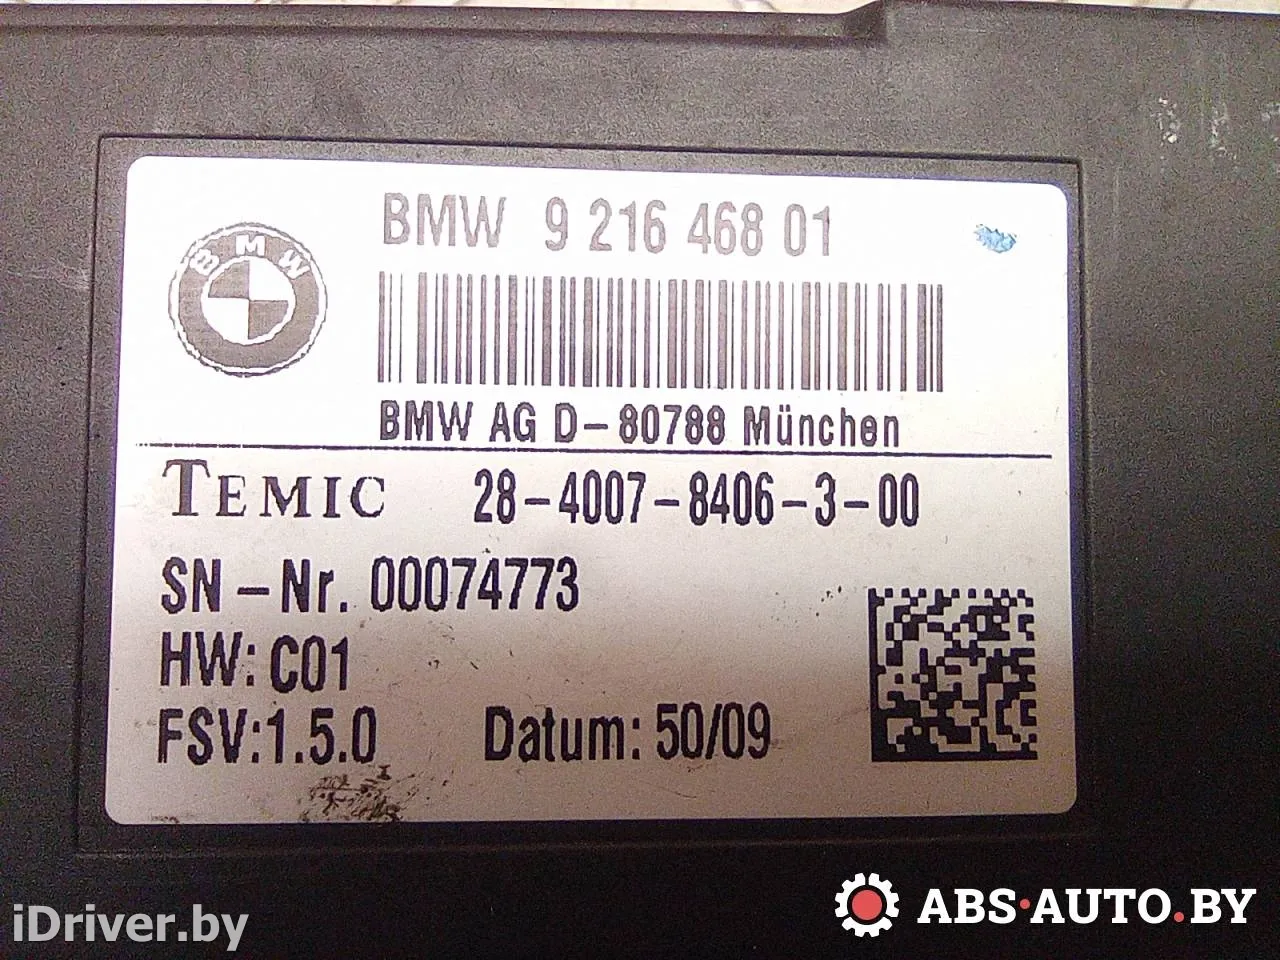 BMW 9 216 468 01
BMW
BMW AG D-80788 München
TEMIC 28-4007-8406-3-00
SN-Nr. 00074773
HW: C01
FSV:1.5.0 Datum: 50/09
iDriver.by
ABS·AUTO.BY